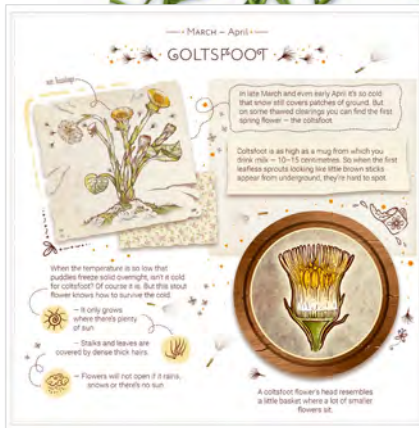 March – April
COLTSFOOT
In late March and even early April it's so cold
that snow still covers patches of ground. But
on some thawed clearings you can find the first
spring flower – the coltsfoot.
Coltsfoot is as high as a mug from which you
drink milk – 10–15 centimetres. So when the first
leafless sprouts looking like little brown sticks
appear from underground, they're hard to spot.
When the temperature is so low that
puddles freeze solid overnight, isn't it cold
for coltsfoot? Of course it is. But this stout
flower knows how to survive the cold.
– It only grows
where there's plenty
of sun
– Stalks and leaves are
covered by dense thick hairs.
– Flowers will not open if it rains,
snows or there's no sun
A coltsfoot flower's head resembles
a little basket where a lot of smaller
flowers sit.